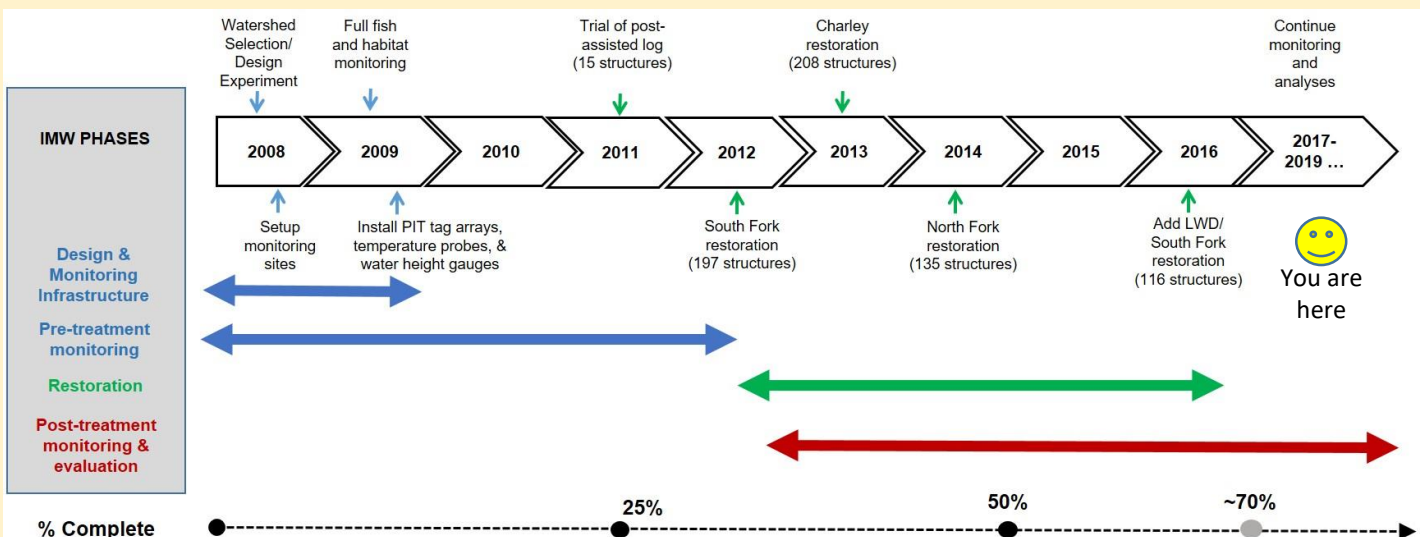 Watershed
Selection/
Design
Experiment
Full fish
and habitat
monitoring
Trial of post-
assisted log
(15 structures)
Charley
restoration
(208 structures)
Continue
monitoring
and
analyses
IMW PHASES
2008
2009
2010
2011
2012
2013
2014
2015
2016
2017-
2019 ...
Setup
monitoring
sites
Install PIT tag arrays,
temperature probes, &
water height gauges
South Fork
restoration
(197 structures)
North Fork
restoration
(135 structures)
Add LWD/
South Fork
restoration
(116 structures)
You are
here
Design &
Monitoring
Infrastructure
Pre-treatment
monitoring
Restoration
Post-treatment
monitoring &
evaluation
% Complete
25%
50%
~70%